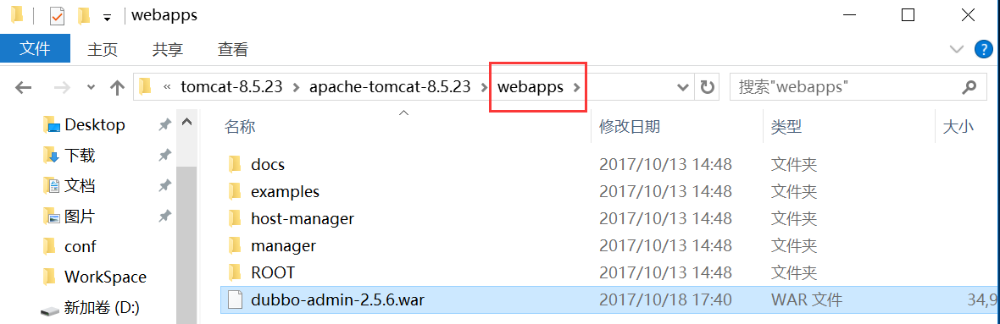 webapps
文件 主页 共享 查看 ?
« tomcat-8.5.23 > apache-tomcat-8.5.23 > webapps > 搜索"webapps"
名称 修改日期 类型 大小
Desktop
下载
文档
图片
conf
WorkSpace
新加卷 (D:)
docs 2017/10/13 14:48 文件夹
examples 2017/10/13 14:48 文件夹
host-manager 2017/10/13 14:48 文件夹
manager 2017/10/13 14:48 文件夹
ROOT 2017/10/13 14:48 文件夹
dubbo-admin-2.5.6.war 2017/10/18 17:40 WAR 文件 34,9